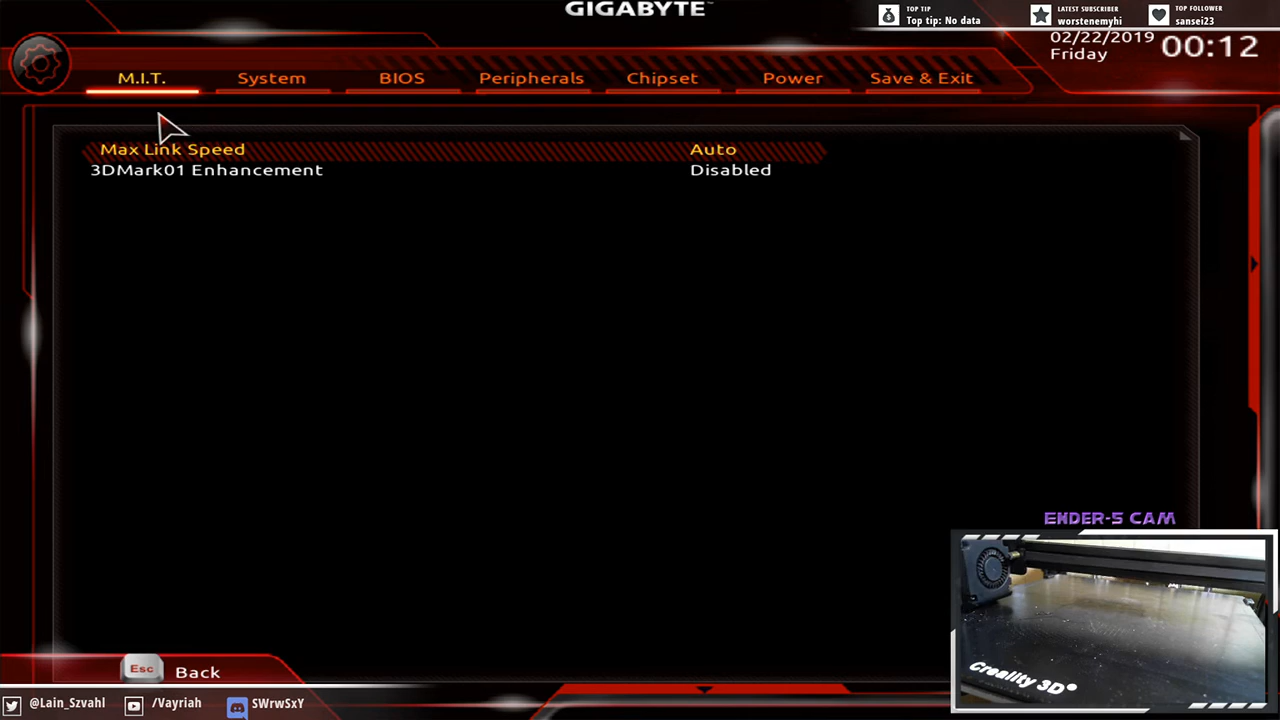 GIGABYTE™
TOP TIP
Top tip: No data
LATEST SUBSCRIBER
worstenemyhi
TOP FOLLOWER
sansei23
02/22/2019
Friday
00:12
M.I.T.
System
BIOS
Peripherals
Chipset
Power
Save & Exit
Max Link Speed
Auto
3DMark01 Enhancement
Disabled
ENDER-5 CAM
Creality 3D®
Esc
Back
@Lain_Szvahl
/Vayriah
SWrwSxY